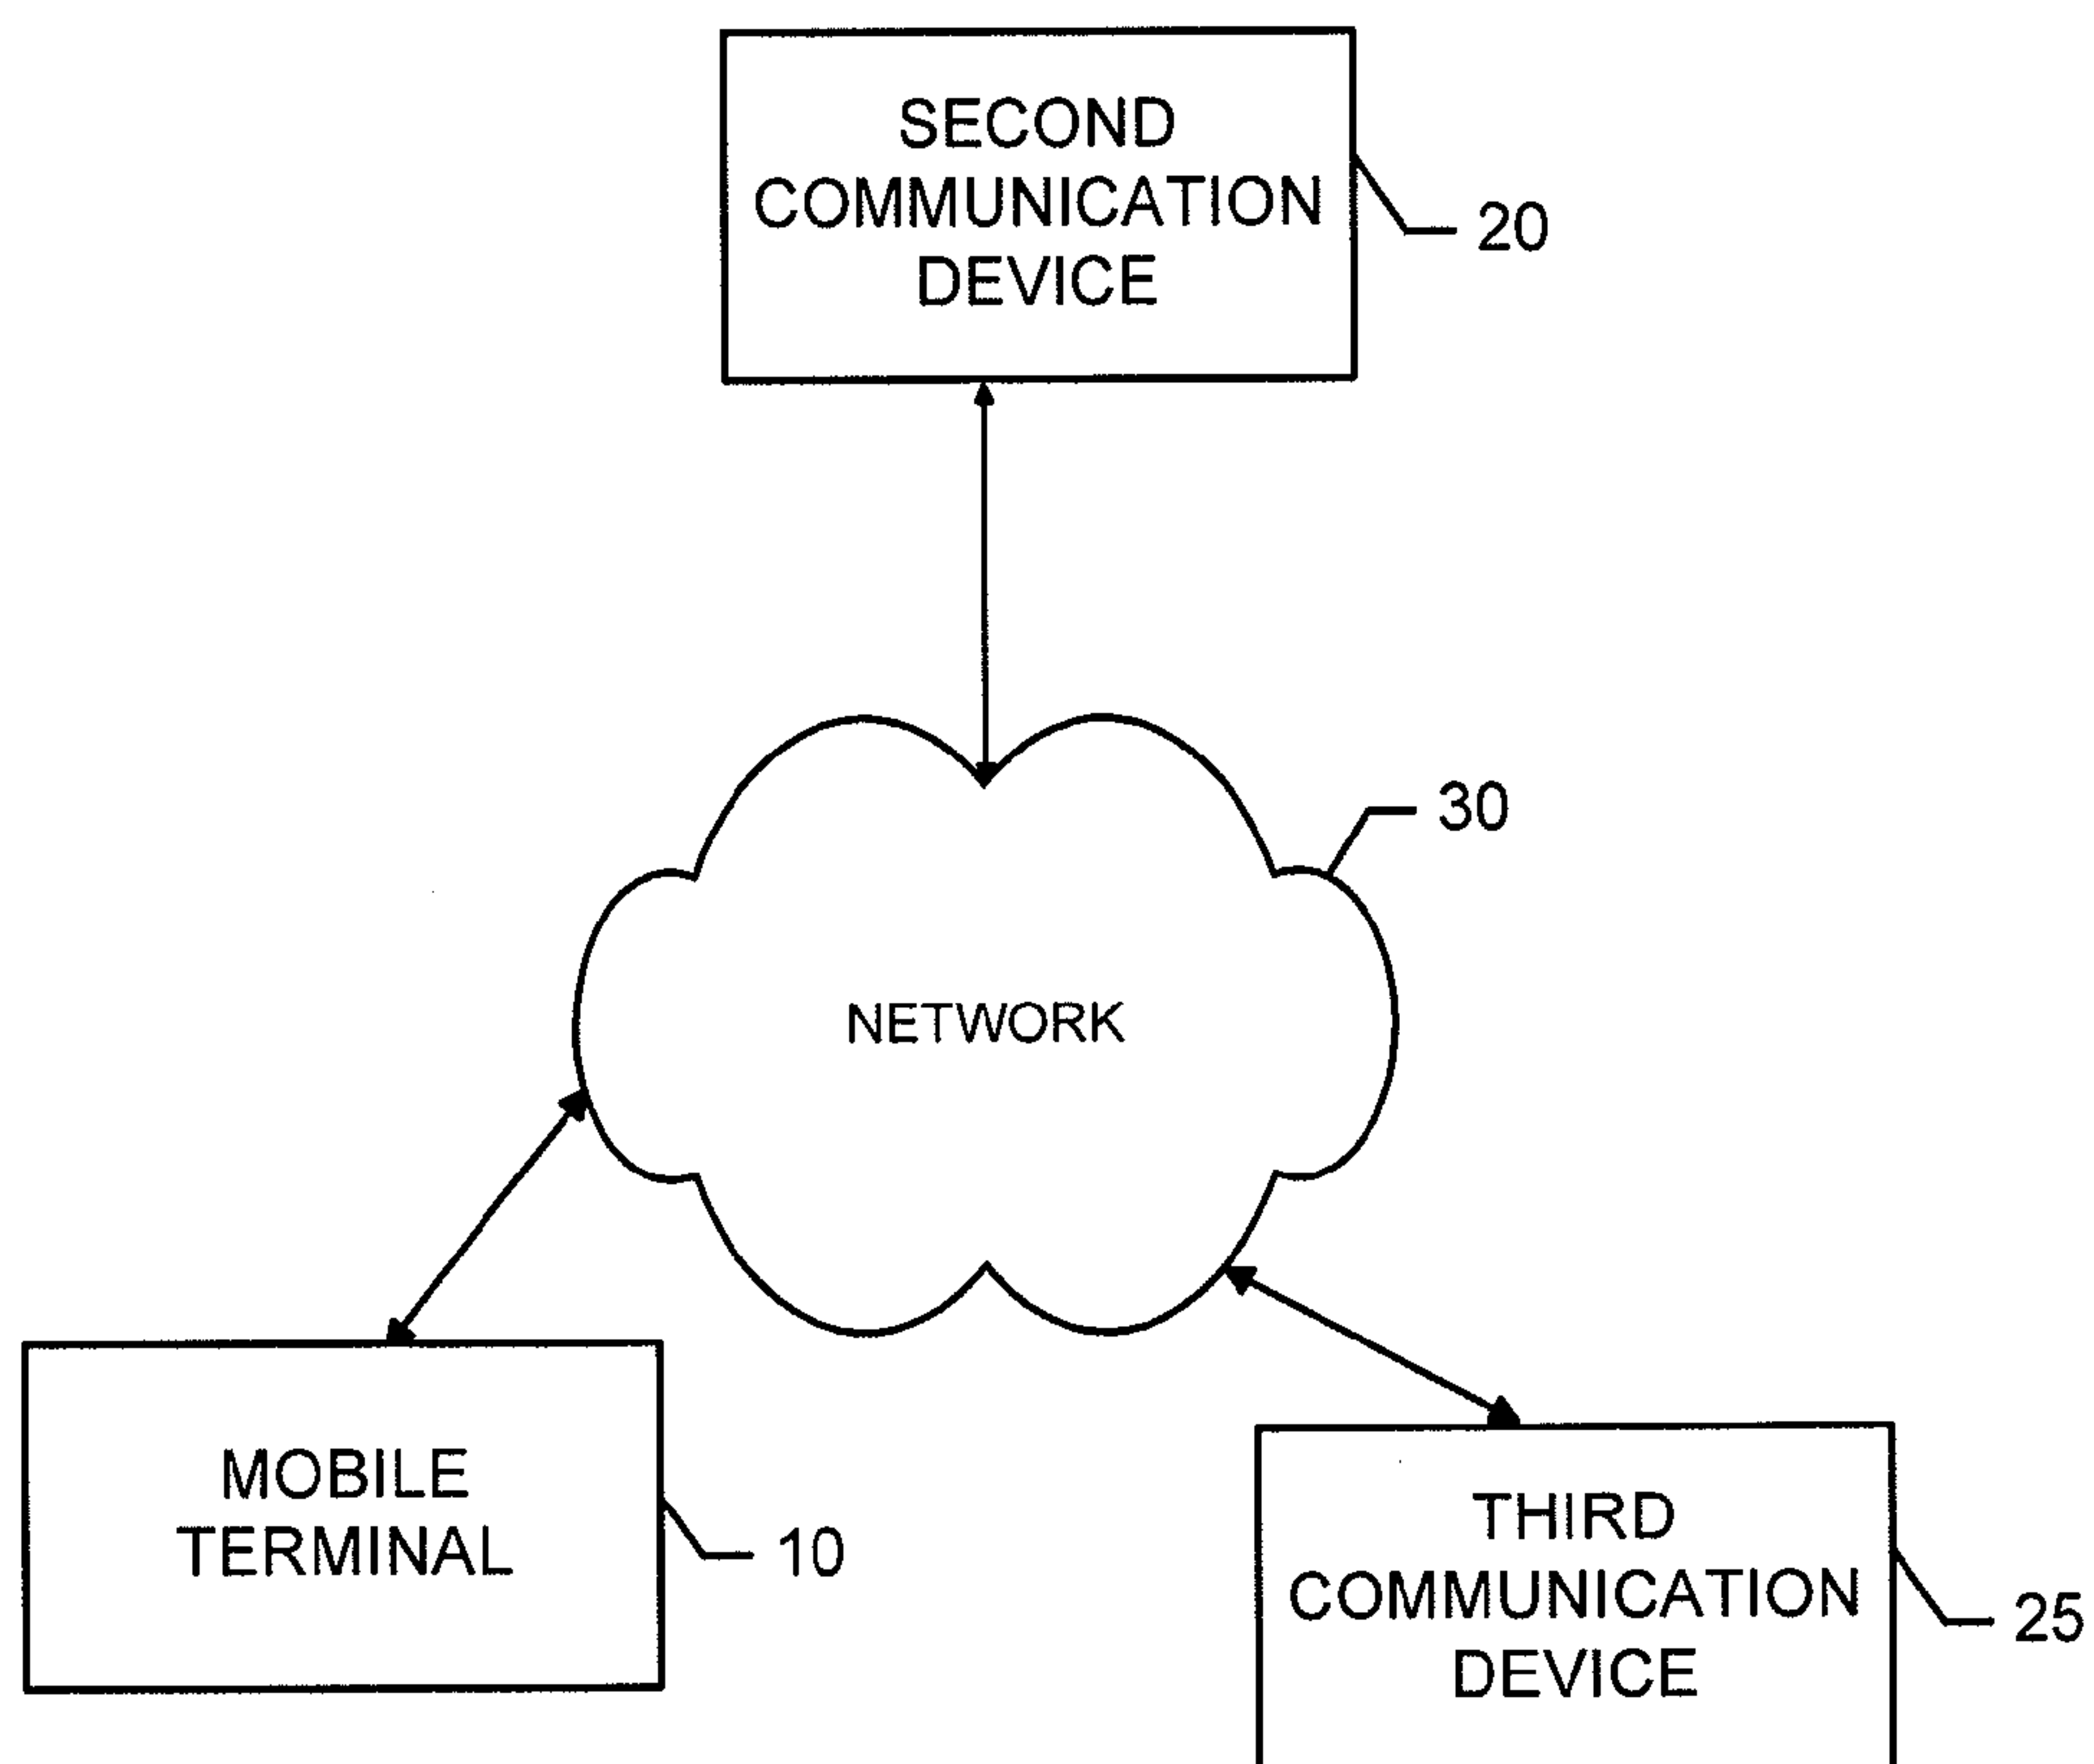 SECOND
COMMUNICATION
DEVICE
20
30
NETWORK
MOBILE
TERMINAL
10
THIRD
COMMUNICATION
DEVICE
25